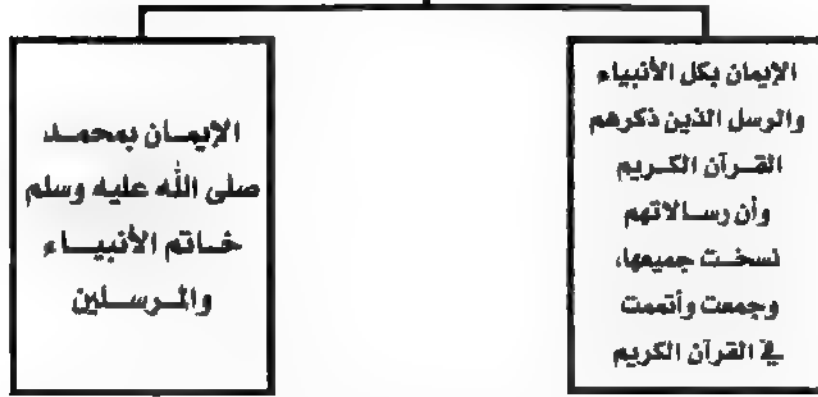 الإيمان بكل الأنبياء
والرسل الذين ذكرهم
القرآن الكريم
وأن رسالاتهم
نسخت جميعها،
وجمعت وأتممت
في القرآن الكريم
الإيمان بمحمد
صلى الله عليه وسلم
خاتم الأنبياء
والمرسلين